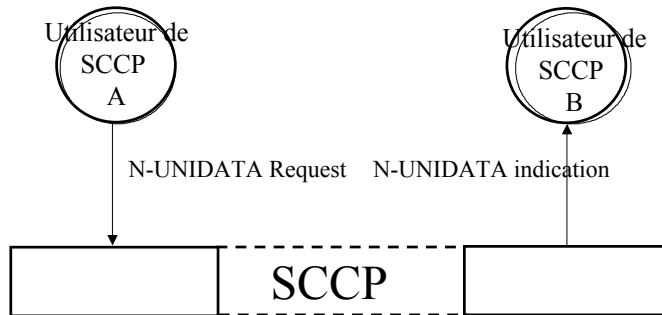 Utilisateur de
SCCP
A
Utilisateur de
SCCP
B
N-UNIDATA Request
N-UNIDATA indication
SCCP